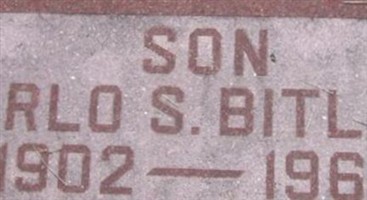 SON
RLO S. BITL
1902 — 196